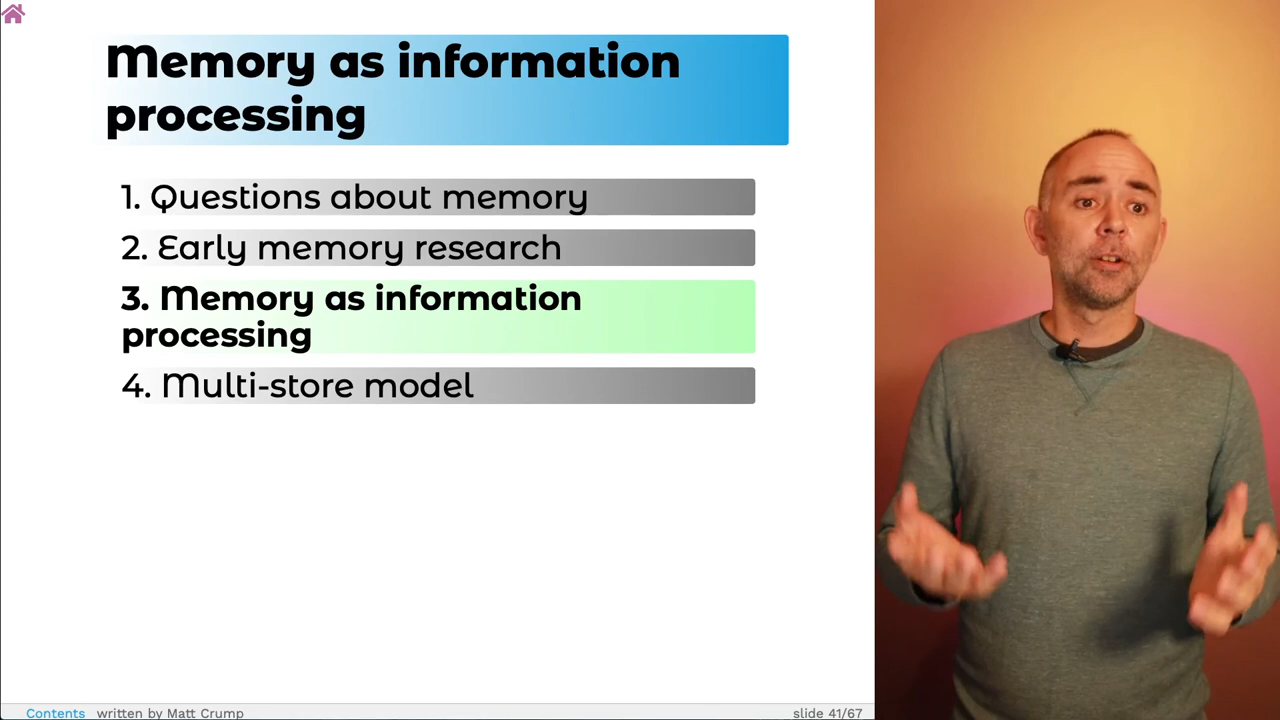 Memory as information
processing
1. Questions about memory
2. Early memory research
3. Memory as information
processing
4. Multi-store model
Contents written by Matt Crump slide 41/67